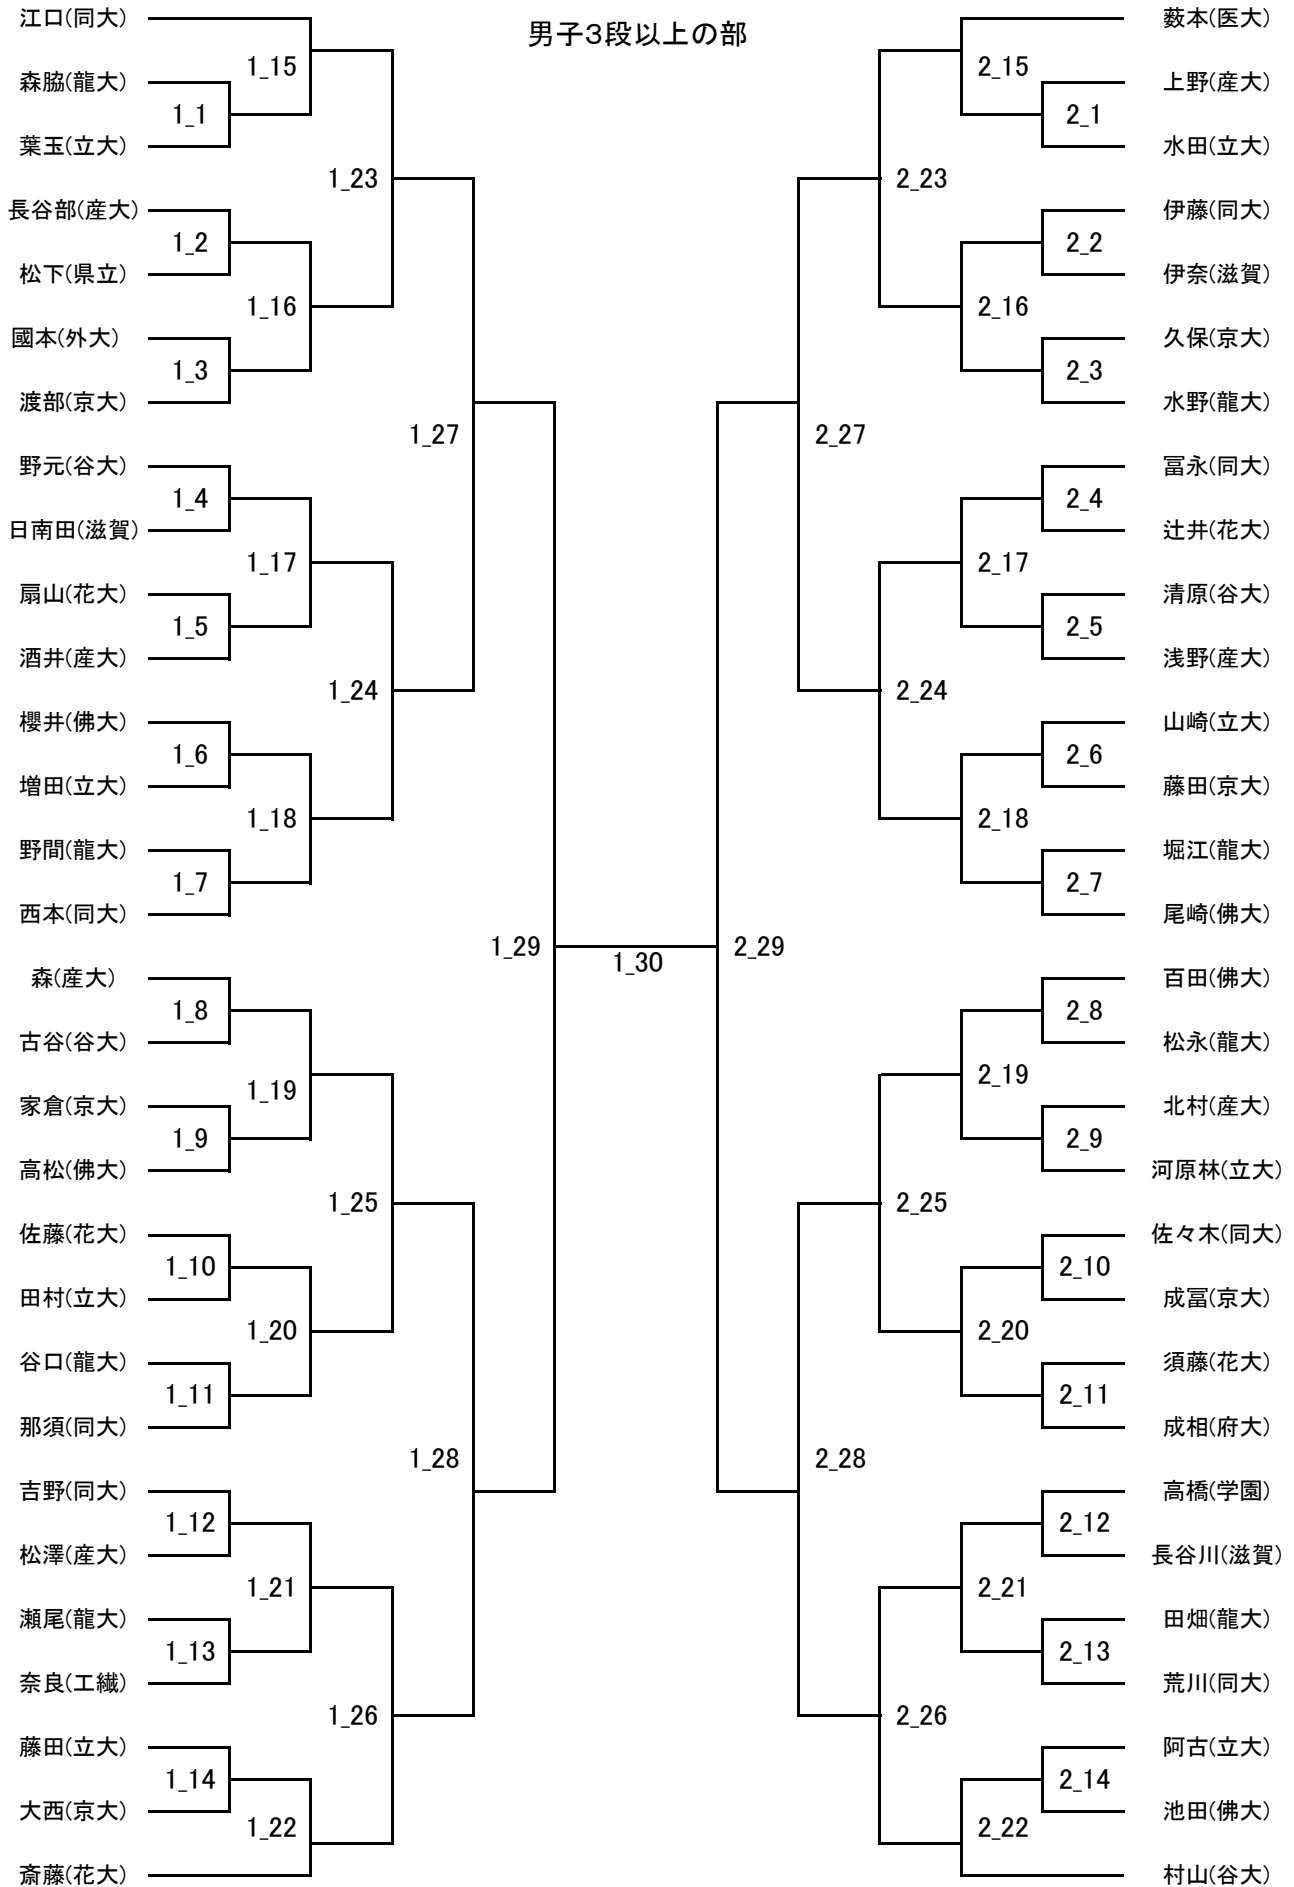 男子3段以上の部
江口(同大)
1_15
森脇(龍大)
1_1
葉玉(立大)
1_23
長谷部(産大)
1_2
松下(県立)
1_16
國本(外大)
1_3
渡部(京大)
1_27
野元(谷大)
1_4
日南田(滋賀)
1_17
扇山(花大)
1_5
酒井(産大)
1_24
櫻井(佛大)
1_6
増田(立大)
1_18
野間(龍大)
1_7
西本(同大)
1_29
森(産大)
1_8
古谷(谷大)
1_19
家倉(京大)
1_9
高松(佛大)
1_25
佐藤(花大)
1_10
田村(立大)
1_20
谷口(龍大)
1_11
那須(同大)
1_28
吉野(同大)
1_12
松澤(産大)
1_21
瀬尾(龍大)
1_13
奈良(工繊)
1_26
藤田(立大)
1_14
大西(京大)
1_22
斎藤(花大)
1_30
薮本(医大)
2_15
上野(産大)
2_1
水田(立大)
2_23
伊藤(同大)
2_2
伊奈(滋賀)
2_16
久保(京大)
2_3
水野(龍大)
2_27
冨永(同大)
2_4
辻井(花大)
2_17
清原(谷大)
2_5
浅野(産大)
2_24
山崎(立大)
2_6
藤田(京大)
2_18
堀江(龍大)
2_7
尾崎(佛大)
2_29
百田(佛大)
2_8
松永(龍大)
2_19
北村(産大)
2_9
河原林(立大)
2_25
佐々木(同大)
2_10
成冨(京大)
2_20
須藤(花大)
2_11
成相(府大)
2_28
高橋(学園)
2_12
長谷川(滋賀)
2_21
田畑(龍大)
2_13
荒川(同大)
2_26
阿古(立大)
2_14
池田(佛大)
2_22
村山(谷大)